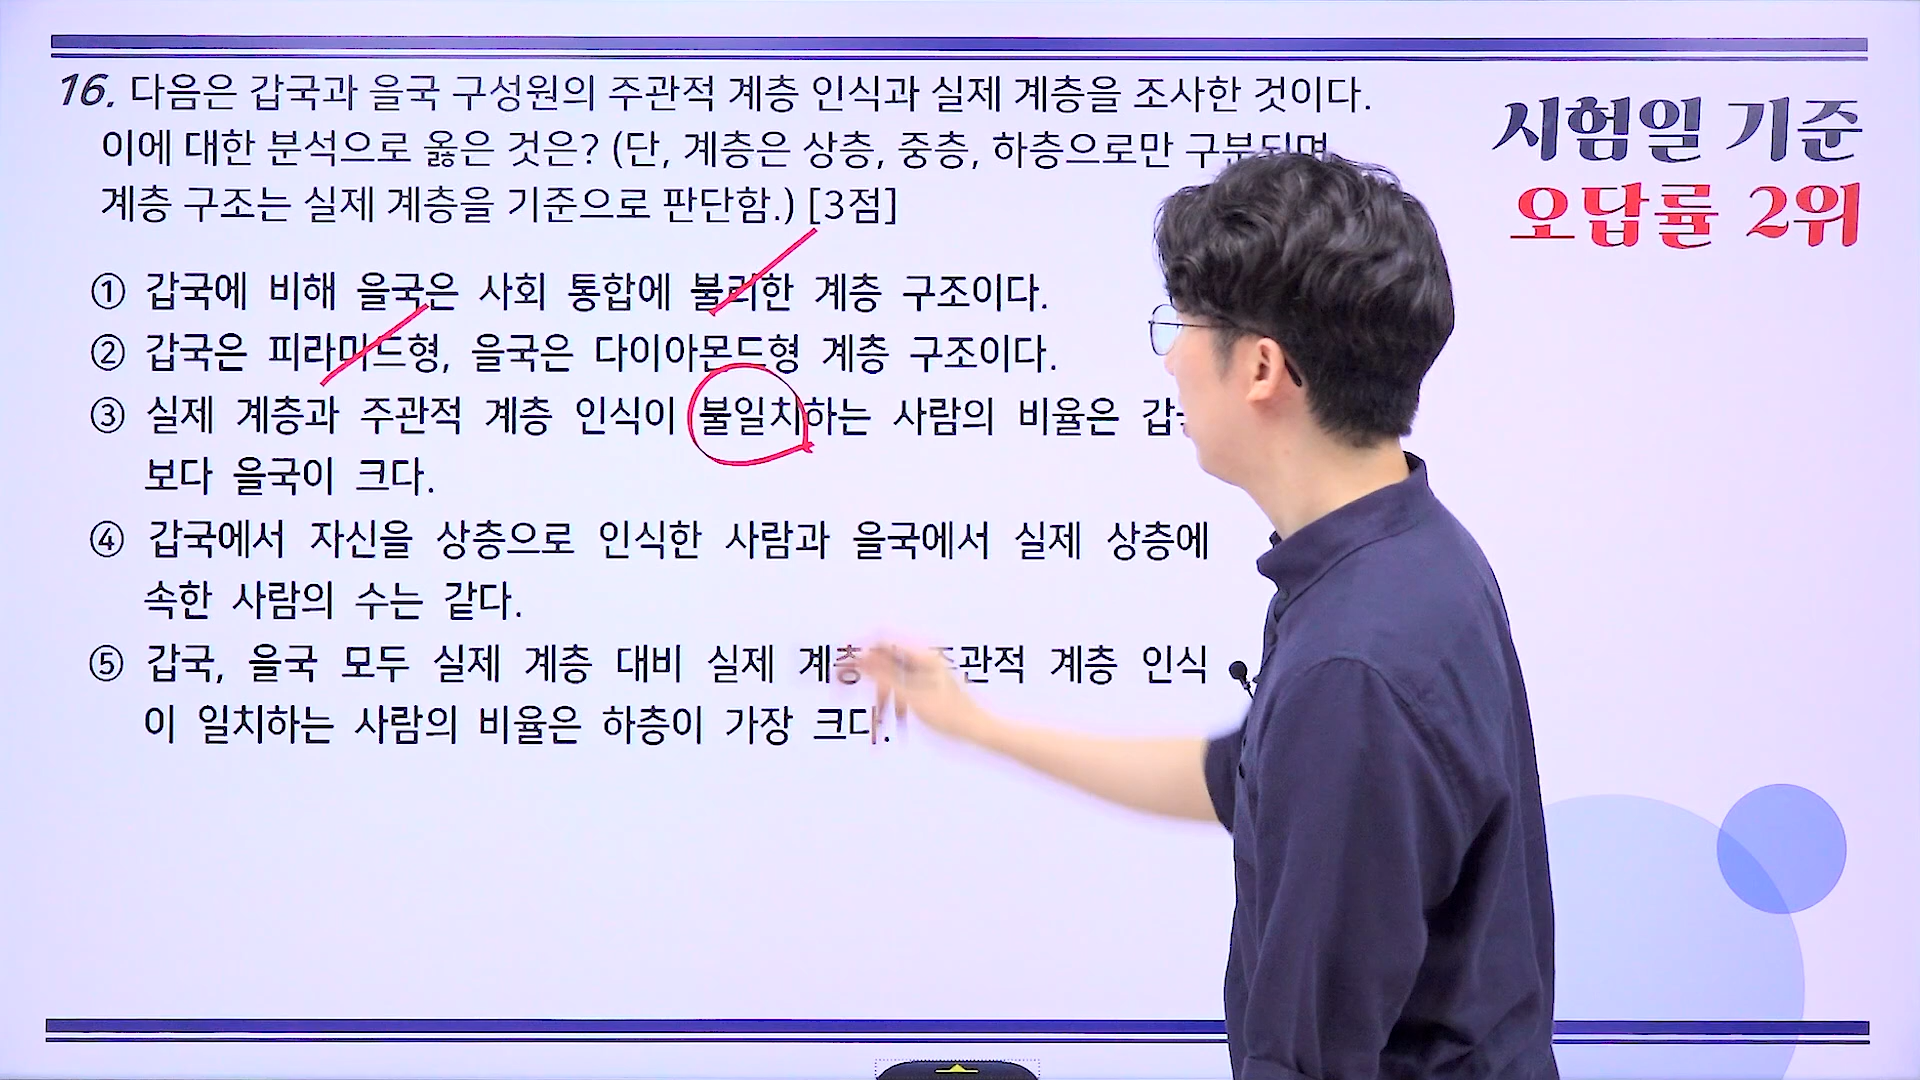 16. 다음은 갑국과 을국 구성원의 주관적 계층 인식과 실제 계층을 조사한 것이다.
이에 대한 분석으로 옳은 것은? (단, 계층은 상층, 중층, 하층으로만 구분되며
계층 구조는 실제 계층을 기준으로 판단함.) [3점]
시험일 기준
오답률 2위
① 갑국에 비해 을국은 사회 통합에 불리한 계층 구조이다.
② 갑국은 피라미드형, 을국은 다이아몬드형 계층 구조이다.
③ 실제 계층과 주관적 계층 인식이 불일치하는 사람의 비율은
보다 을국이 크다.
④ 갑국에서 자신을 상층으로 인식한 사람과 을국에서 실제 상층에
속한 사람의 수는 같다.
⑤ 갑국, 을국 모두 실제 계층 대비 실제 주관적 계층 인식
이 일치하는 사람의 비율은 하층이 가장 크다.